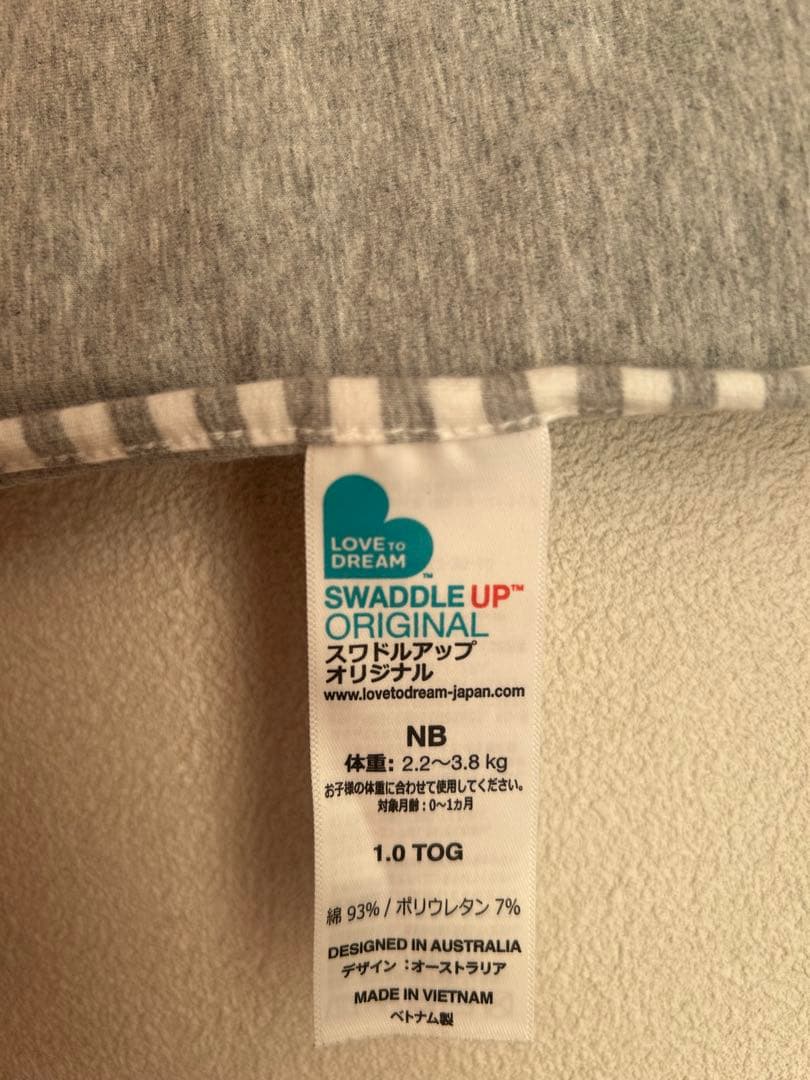 LOVE TO
DREAM™
SWADDLE UP™
ORIGINAL
スワドルアップ
オリジナル
www.lovetodream-japan.com
NB
体重: 2.2〜3.8 kg
お子様の体重に合わせて使用してください。
対象月齢:0〜1カ月
1.0 TOG
綿 93% / ポリウレタン 7%
DESIGNED IN AUSTRALIA
デザイン:オーストラリア
MADE IN VIETNAM
ベトナム製